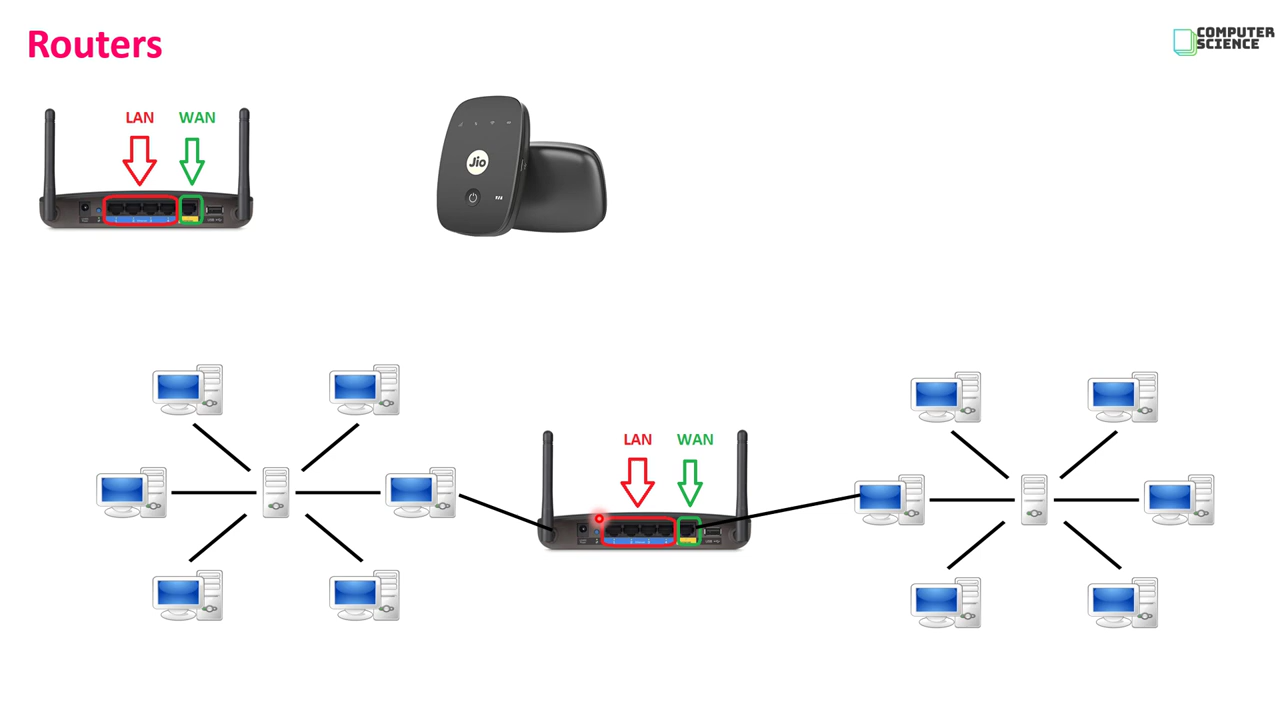 Routers
COMPUTER
SCIENCE
LAN WAN
Jio
LAN WAN